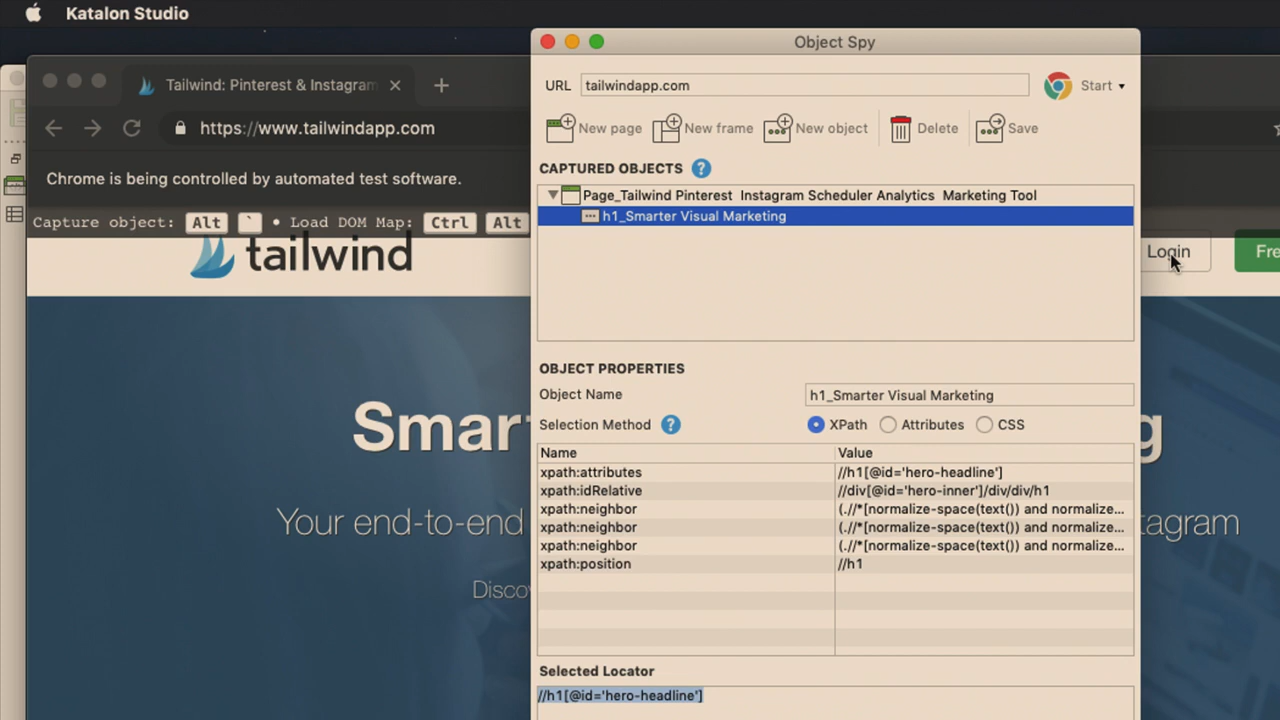 Katalon Studio
Object Spy
Tailwind: Pinterest & Instagram
URL tailwindapp.com Start
https://www.tailwindapp.com
New page New frame New object Delete Save
CAPTURED OBJECTS ?
Chrome is being controlled by automated test software.
Page_Tailwind Pinterest Instagram Scheduler Analytics Marketing Tool
h1_Smarter Visual Marketing
Capture object: Alt ` • Load DOM Map: Ctrl Alt
tailwind
Login
Fre
OBJECT PROPERTIES
Object Name h1_Smarter Visual Marketing
Selection Method ? XPath Attributes CSS
Smar g
Name Value
xpath:attributes //h1[@id='hero-headline']
xpath:idRelative //div[@id='hero-inner']/div/div/h1
xpath:neighbor (.//*[normalize-space(text()) and normalize...
xpath:neighbor (.//*[normalize-space(text()) and normalize...
xpath:neighbor (.//*[normalize-space(text()) and normalize...
xpath:position //h1
Your end-to-end tagram
Disco
Selected Locator
//h1[@id='hero-headline']